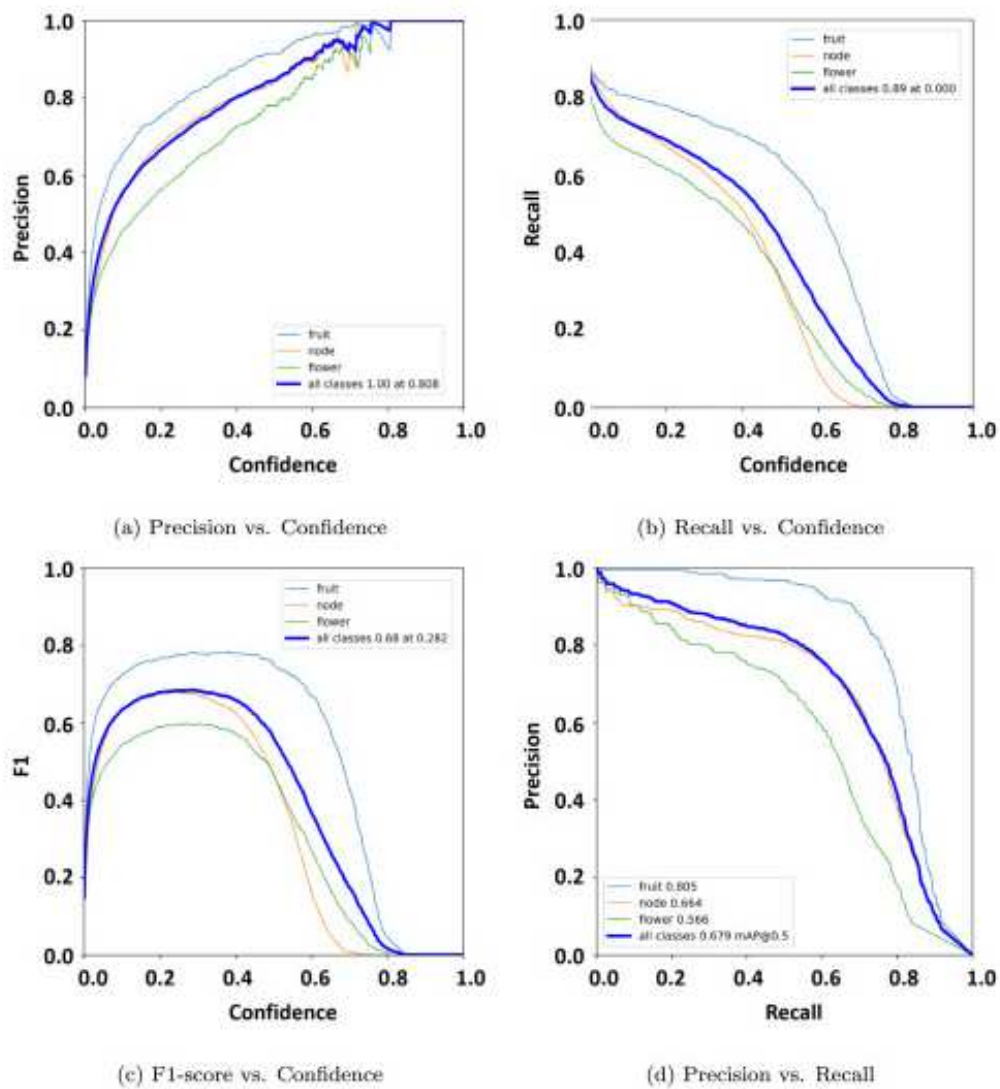 1.0
0.8
0.6
0.4
0.2
0.0
Precision
fruit
node
flower
all classes 1.00 at 0.808
0.0 0.2 0.4 0.6 0.8 1.0
Confidence
(a) Precision vs. Confidence
1.0
0.8
0.6
0.4
0.2
0.0
Recall
fruit
node
flower
all classes 0.89 at 0.000
0.0 0.2 0.4 0.6 0.8 1.0
Confidence
(b) Recall vs. Confidence
1.0
0.8
0.6
0.4
0.2
0.0
F1
fruit
node
flower
all classes 0.68 at 0.282
0.0 0.2 0.4 0.6 0.8 1.0
Confidence
(c) F1-score vs. Confidence
1.0
0.8
0.6
0.4
0.2
0.0
Precision
fruit 0.805
node 0.664
flower 0.566
all classes 0.679 mAP@0.5
0.0 0.2 0.4 0.6 0.8 1.0
Recall
(d) Precision vs. Recall